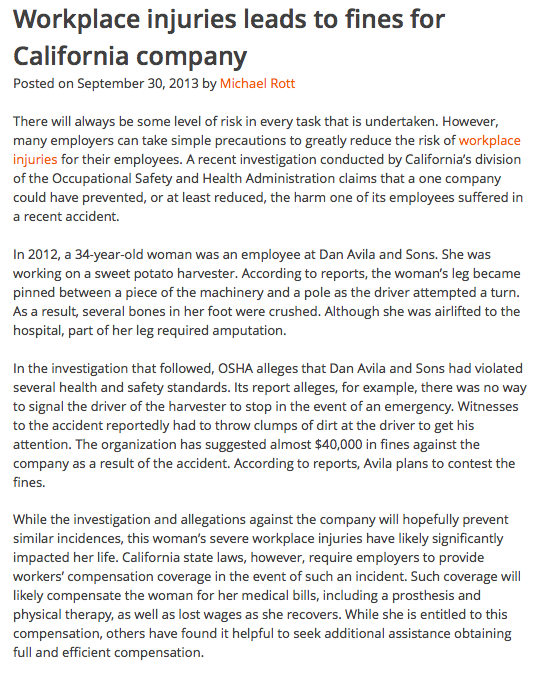 Workplace injuries leads to fines for
California company
Posted on September 30, 2013 by Michael Rott
There will always be some level of risk in every task that is undertaken. However,
many employers can take simple precautions to greatly reduce the risk of workplace
injuries for their employees. A recent investigation conducted by California's division
of the Occupational Safety and Health Administration claims that a one company
could have prevented, or at least reduced, the harm one of its employees suffered in
a recent accident.
In 2012, a 34-year-old woman was an employee at Dan Avila and Sons. She was
working on a sweet potato harvester. According to reports, the woman's leg became
pinned between a piece of the machinery and a pole as the driver attempted a turn.
As a result, several bones in her foot were crushed. Although she was airlifted to the
hospital, part of her leg required amputation.
In the investigation that followed, OSHA alleges that Dan Avila and Sons had violated
several health and safety standards. Its report alleges, for example, there was no way
to signal the driver of the harvester to stop in the event of an emergency. Witnesses
to the accident reportedly had to throw clumps of dirt at the driver to get his
attention. The organization has suggested almost $40,000 in fines against the
company as a result of the accident. According to reports, Avila plans to contest the
fines.
While the investigation and allegations against the company will hopefully prevent
similar incidences, this woman's severe workplace injuries have likely significantly
impacted her life. California state laws, however, require employers to provide
workers' compensation coverage in the event of such an incident. Such coverage will
likely compensate the woman for her medical bills, including a prosthesis and
physical therapy, as well as lost wages as she recovers. While she is entitled to this
compensation, others have found it helpful to seek additional assistance obtaining
full and efficient compensation.